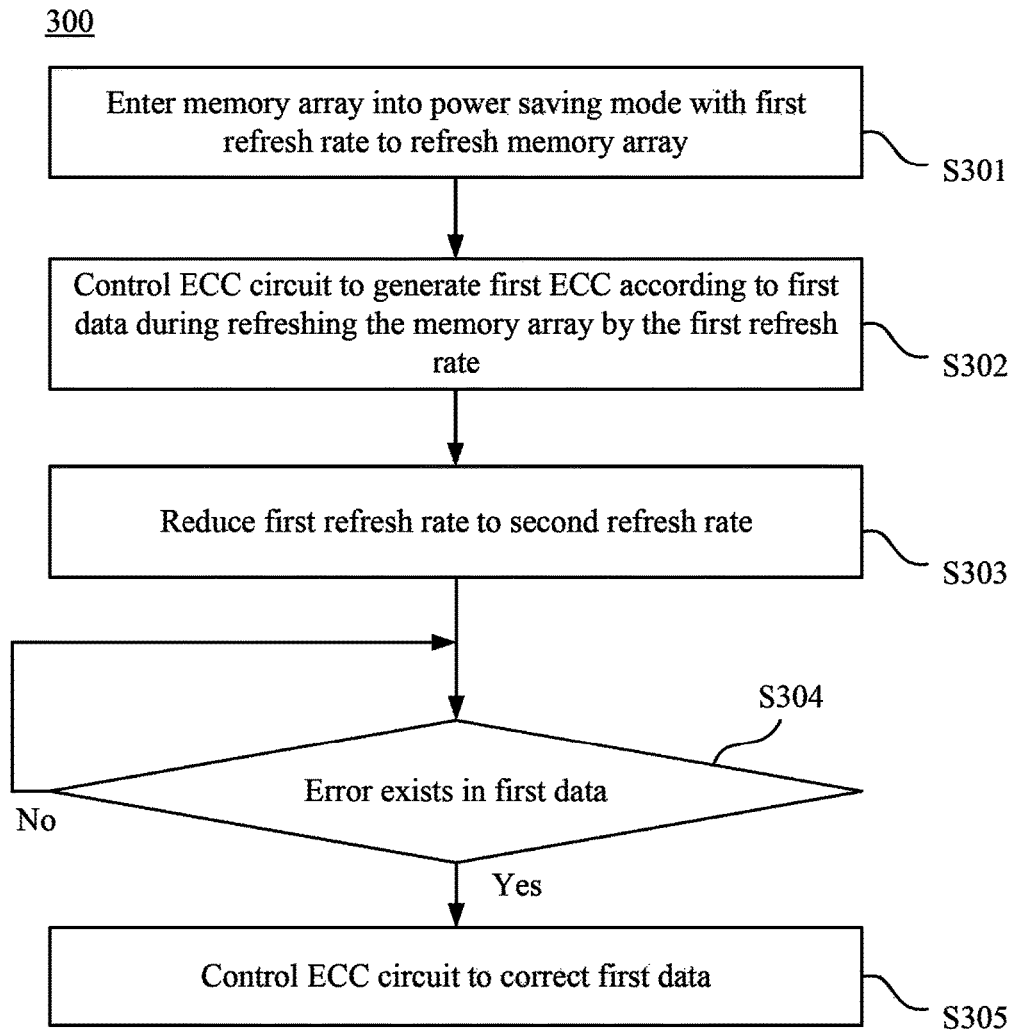 300
Enter memory array into power saving mode with first
refresh rate to refresh memory array
S301
Control ECC circuit to generate first ECC according to first
data during refreshing the memory array by the first refresh
rate
S302
Reduce first refresh rate to second refresh rate
S303
S304
Error exists in first data
No
Yes
Control ECC circuit to correct first data
S305